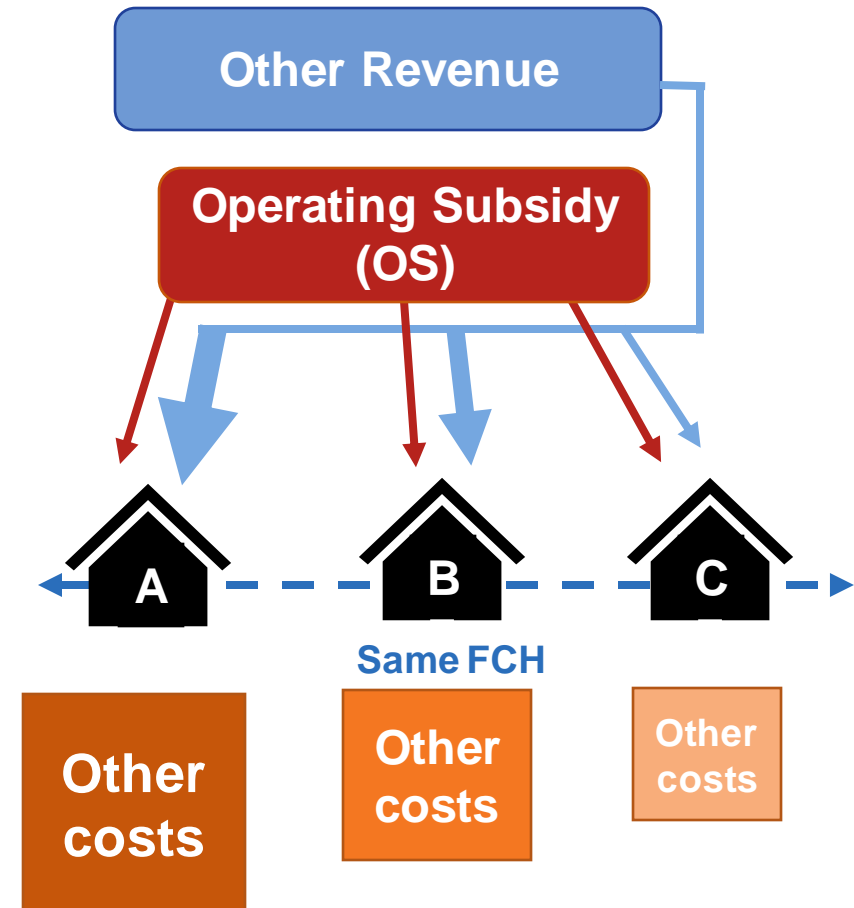 Other Revenue
Operating Subsidy
(OS)
A
B
C
Same FCH
Other
costs
Other
costs
Other
costs